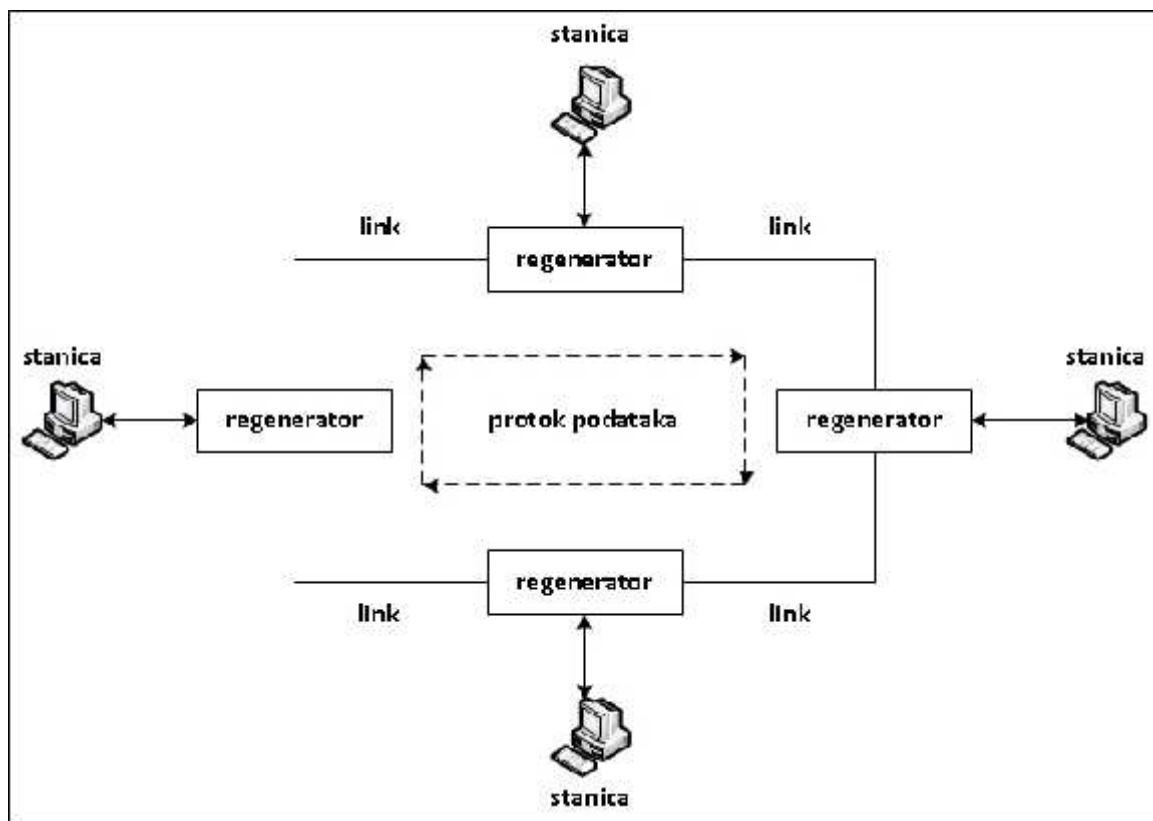 stanica
link
link
regenerator
stanica
stanica
regenerator
protok podataka
regenerator
regenerator
link
link
stanica